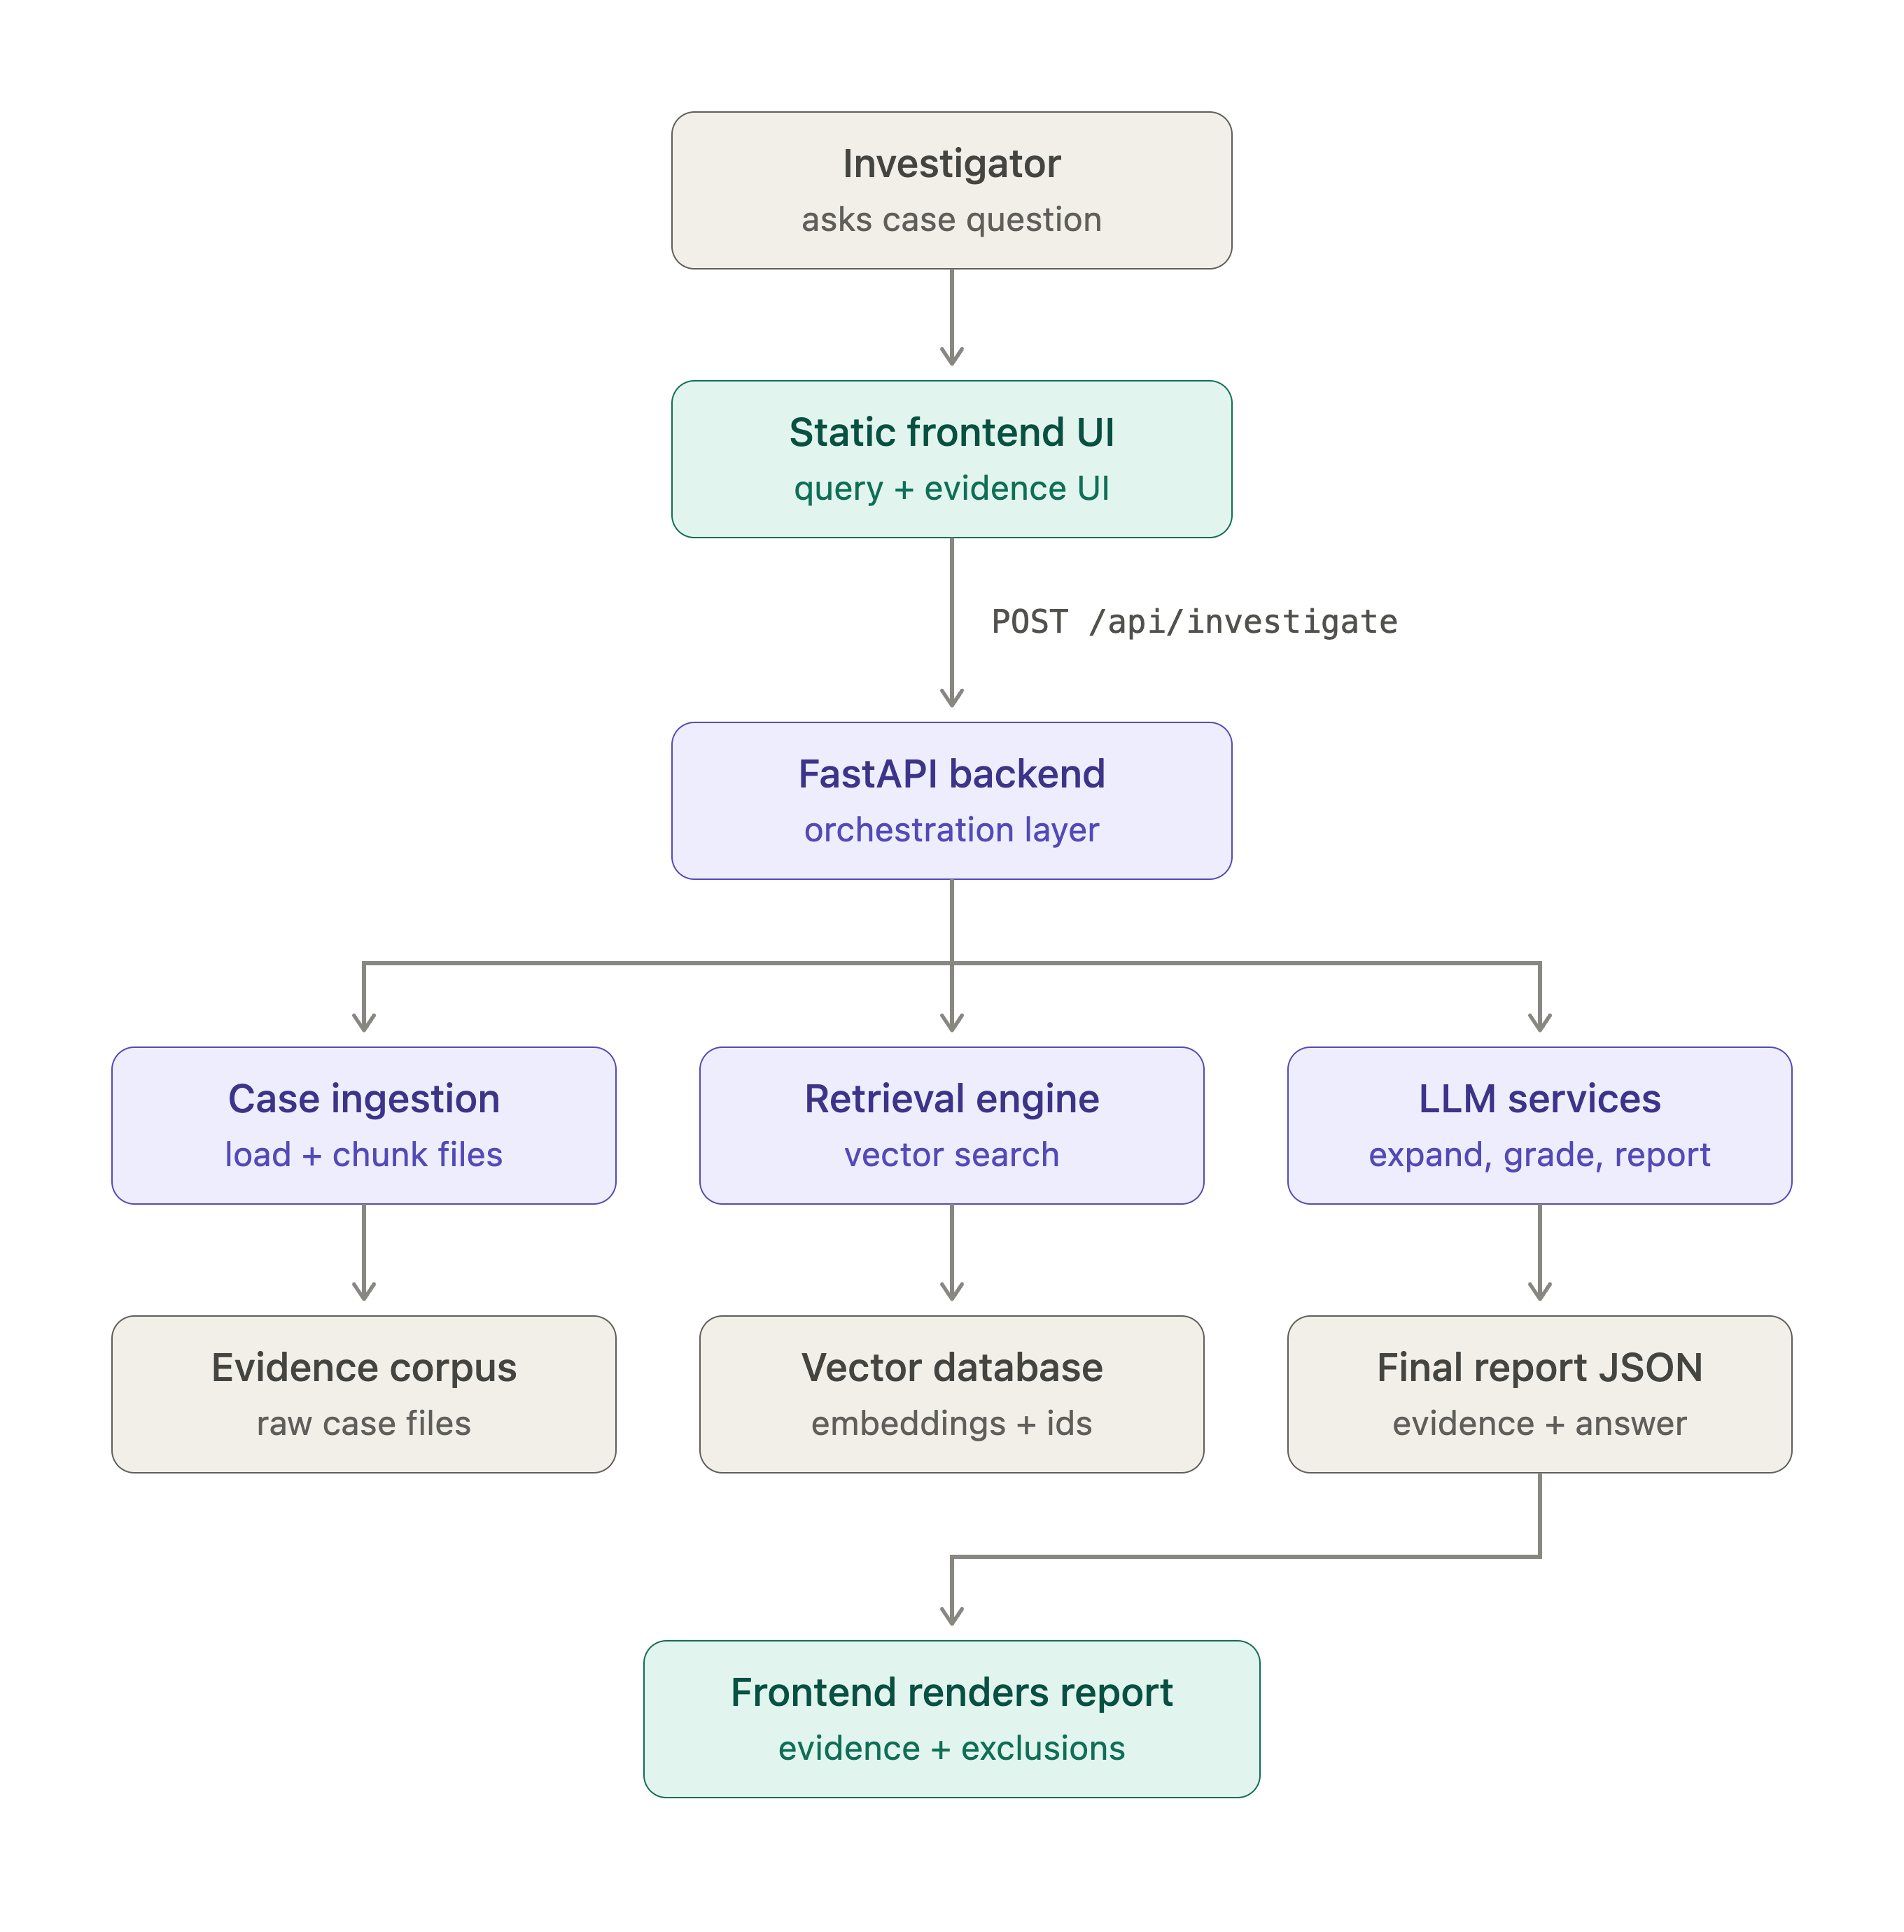 Investigator
asks case question
Static frontend UI
query + evidence UI
POST /api/investigate
FastAPI backend
orchestration layer
Case ingestion
load + chunk files
Retrieval engine
vector search
LLM services
expand, grade, report
Evidence corpus
raw case files
Vector database
embeddings + ids
Final report JSON
evidence + answer
Frontend renders report
evidence + exclusions